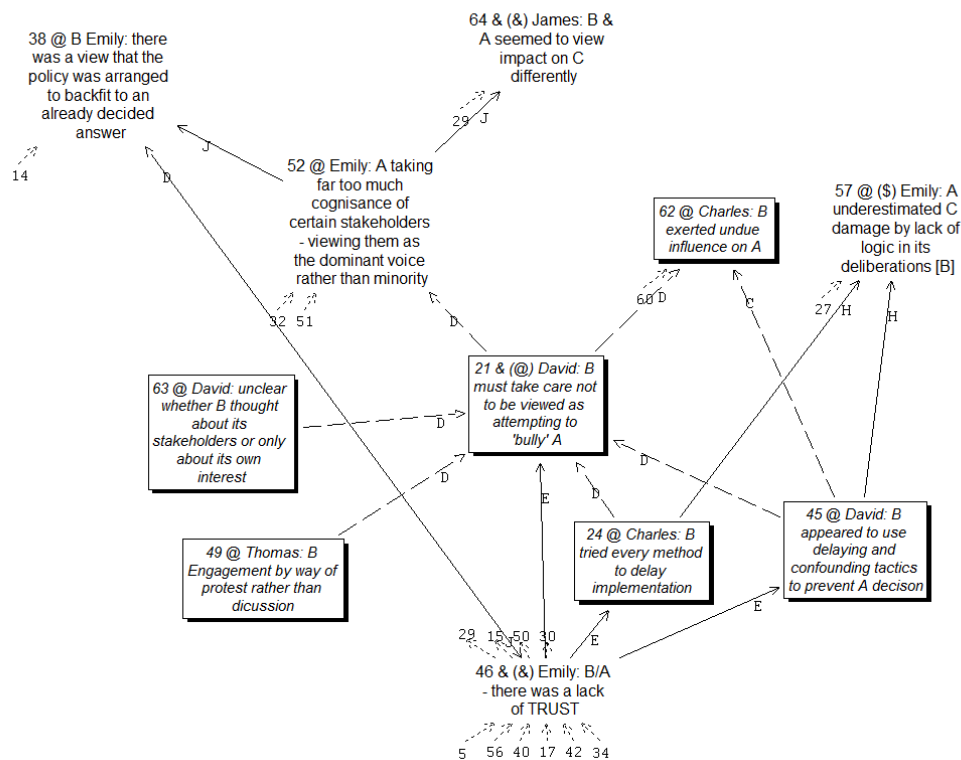 64 & (&) James: B &
A seemed to view
impact on C
differently
38 @ B Emily: there
was a view that the
policy was arranged
to backfit to an
already decided
answer
29
J
J
14
D
52 @ Emily: A taking
far too much
cognisance of
certain stakeholders
- viewing them as
the dominant voice
rather than minority
57 @ ($) Emily: A
underestimated C
damage by lack of
logic in its
deliberations [B]
62 @ Charles: B
exerted undue
influence on A
60
D
C
27
H
H
32
51
D
21 & (@) David: B
must take care not
to be viewed as
attempting to
'bully' A
63 @ David: unclear
whether B thought
about its
stakeholders or only
about its own
interest
D
D
D
D
E
49 @ Thomas: B
Engagement by way of
protest rather than
dicussion
24 @ Charles: B
tried every method
to delay
implementation
45 @ David: B
appeared to use
delaying and
confounding tactics
to prevent A decison
E
E
29
15
J
50
30
46 & (&) Emily: B/A
- there was a lack
of TRUST
5
56
40
17
42
34